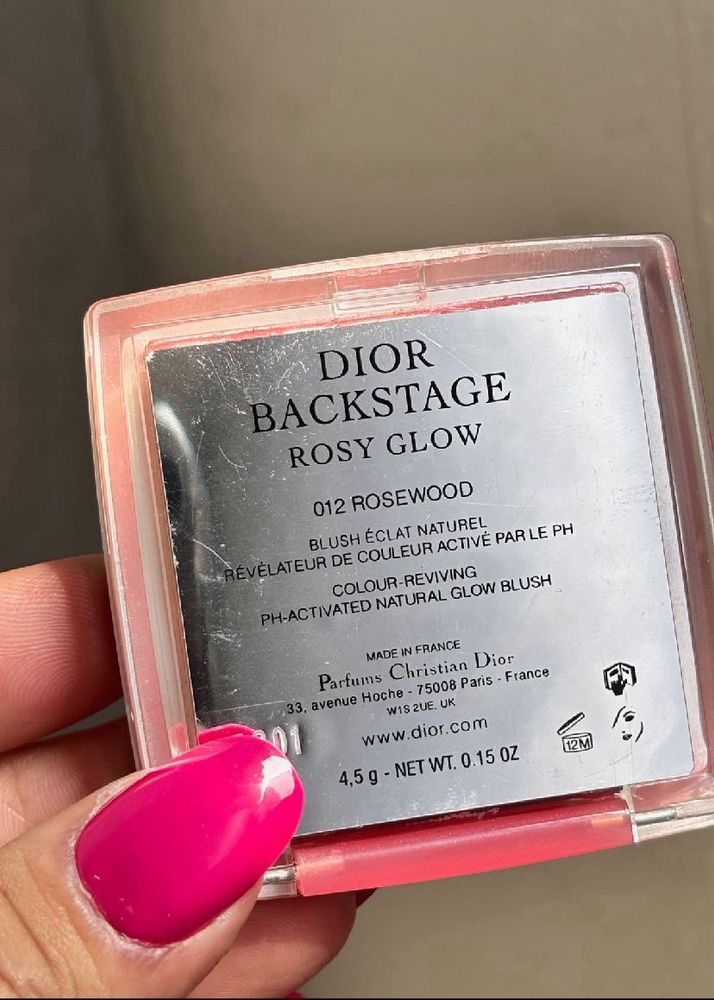 DIOR
BACKSTAGE
ROSY GLOW
012 ROSEWOOD
BLUSH ÉCLAT NATUREL
RÉVÉLATEUR DE COULEUR ACTIVÉ PAR LE PH
COLOUR-REVIVING
PH-ACTIVATED NATURAL GLOW BLUSH
MADE IN FRANCE
Parfums Christian Dior
33, avenue Hoche - 75008 Paris - France
W1S 2UE. UK
www.dior.com
4,5 g - NET WT. 0.15 OZ
12M